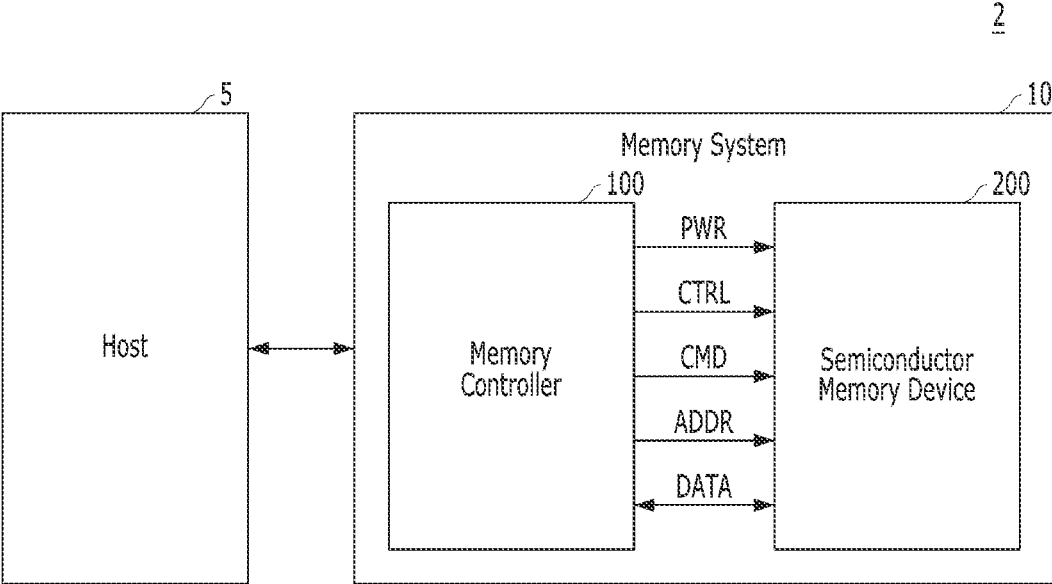 2
5
10
Memory System
100
200
PWR
CTRL
Host
Memory
Controller
CMD
Semiconductor
Memory Device
ADDR
DATA